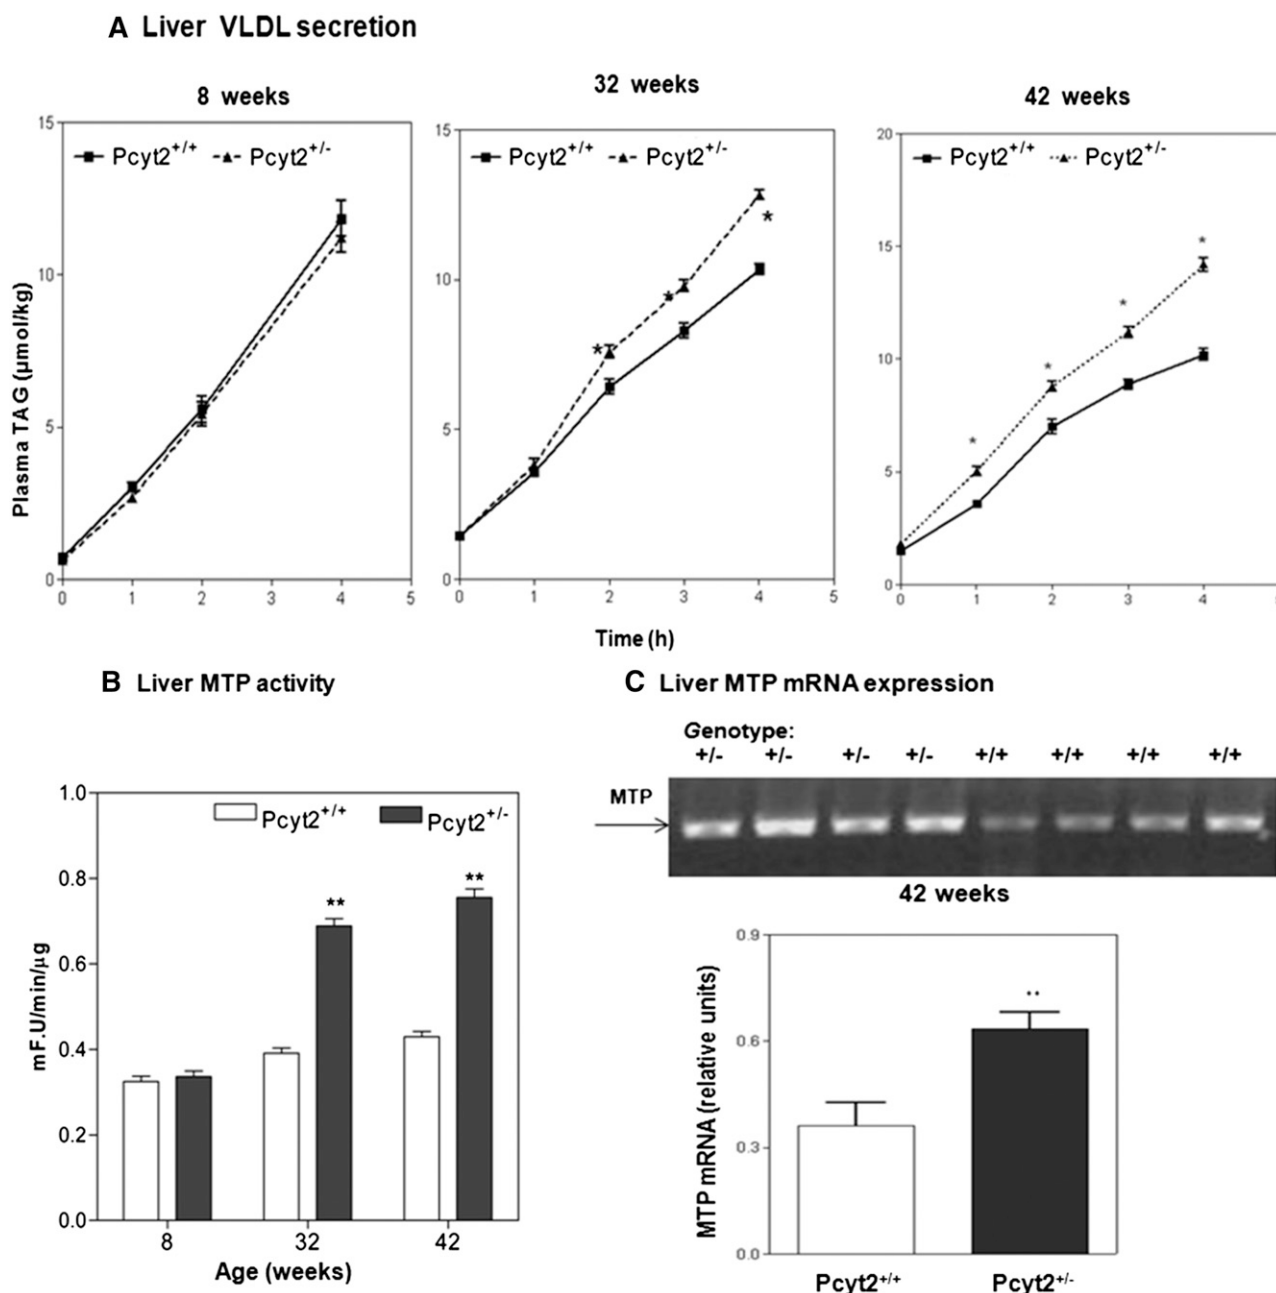 A Liver VLDL secretion
8 weeks
32 weeks
42 weeks
15
10
5
0
Pcyt2+/+ Pcyt2+/-
0 1 2 3 4 5
15
10
5
0
Pcyt2+/+ Pcyt2+/-
*
*
*
0 1 2 3 4 5
20
15
10
5
0
Pcyt2+/+ Pcyt2+/-
*
*
*
*
0 1 2 3 4
Plasma TAG (µmol/kg)
Time (h)
B Liver MTP activity
1.0
0.8
0.6
0.4
0.2
0.0
Pcyt2+/+ Pcyt2+/-
**
**
mF.U/min/µg
8 32 42
Age (weeks)
C Liver MTP mRNA expression
Genotype:
+/- +/- +/- +/- +/+ +/+ +/+ +/+
MTP
42 weeks
0.9
0.6
0.3
0.0
**
MTP mRNA (relative units)
Pcyt2+/+ Pcyt2+/-